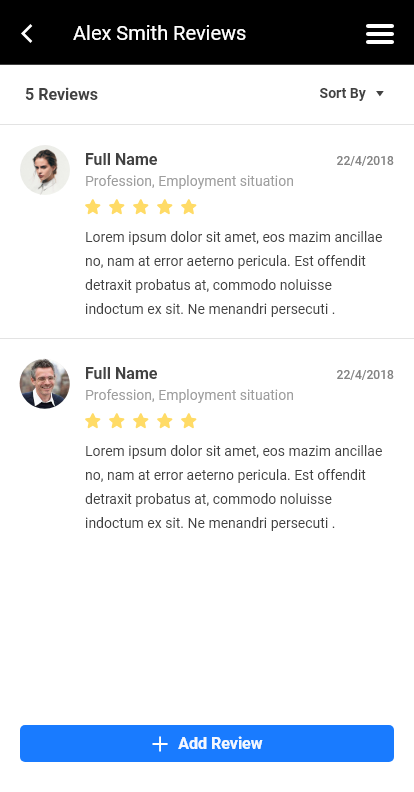 Alex Smith Reviews
5 Reviews
Sort By
Full Name
22/4/2018
Profession, Employment situation
Lorem ipsum dolor sit amet, eos mazim ancillae
no, nam at error aeterno pericula. Est offendit
detraxit probatus at, commodo noluisse
indoctum ex sit. Ne menandri persecuti .
Full Name
22/4/2018
Profession, Employment situation
Lorem ipsum dolor sit amet, eos mazim ancillae
no, nam at error aeterno pericula. Est offendit
detraxit probatus at, commodo noluisse
indoctum ex sit. Ne menandri persecuti .
Add Review